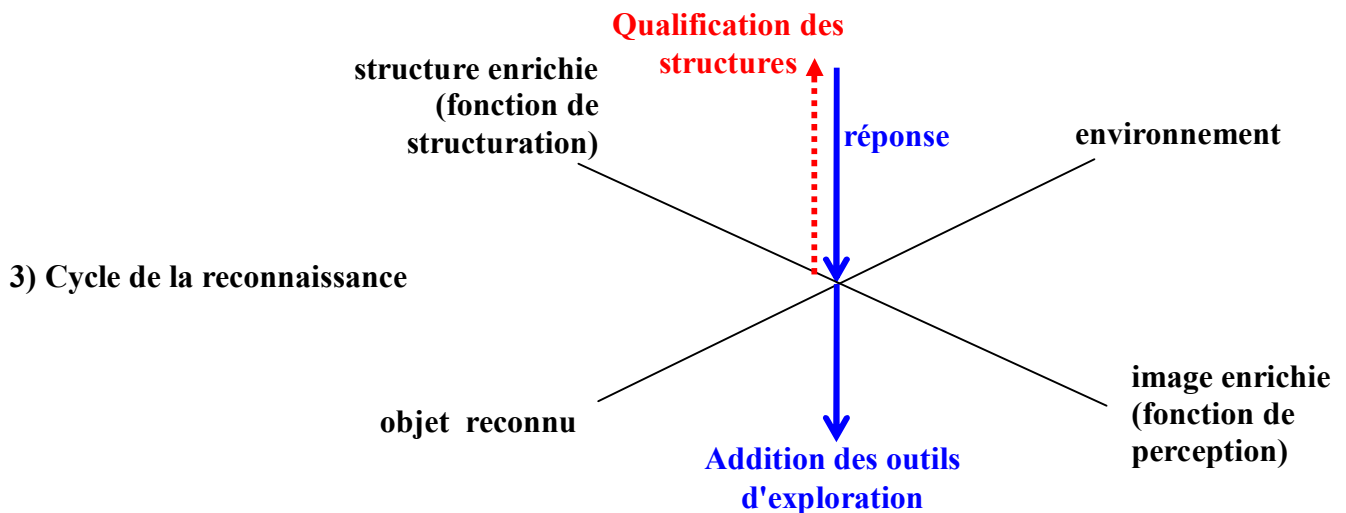 Qualification des
structures
structure enrichie
(fonction de
structuration)
réponse
environnement
3) Cycle de la reconnaissance
objet reconnu
image enrichie
(fonction de
perception)
Addition des outils
d'exploration